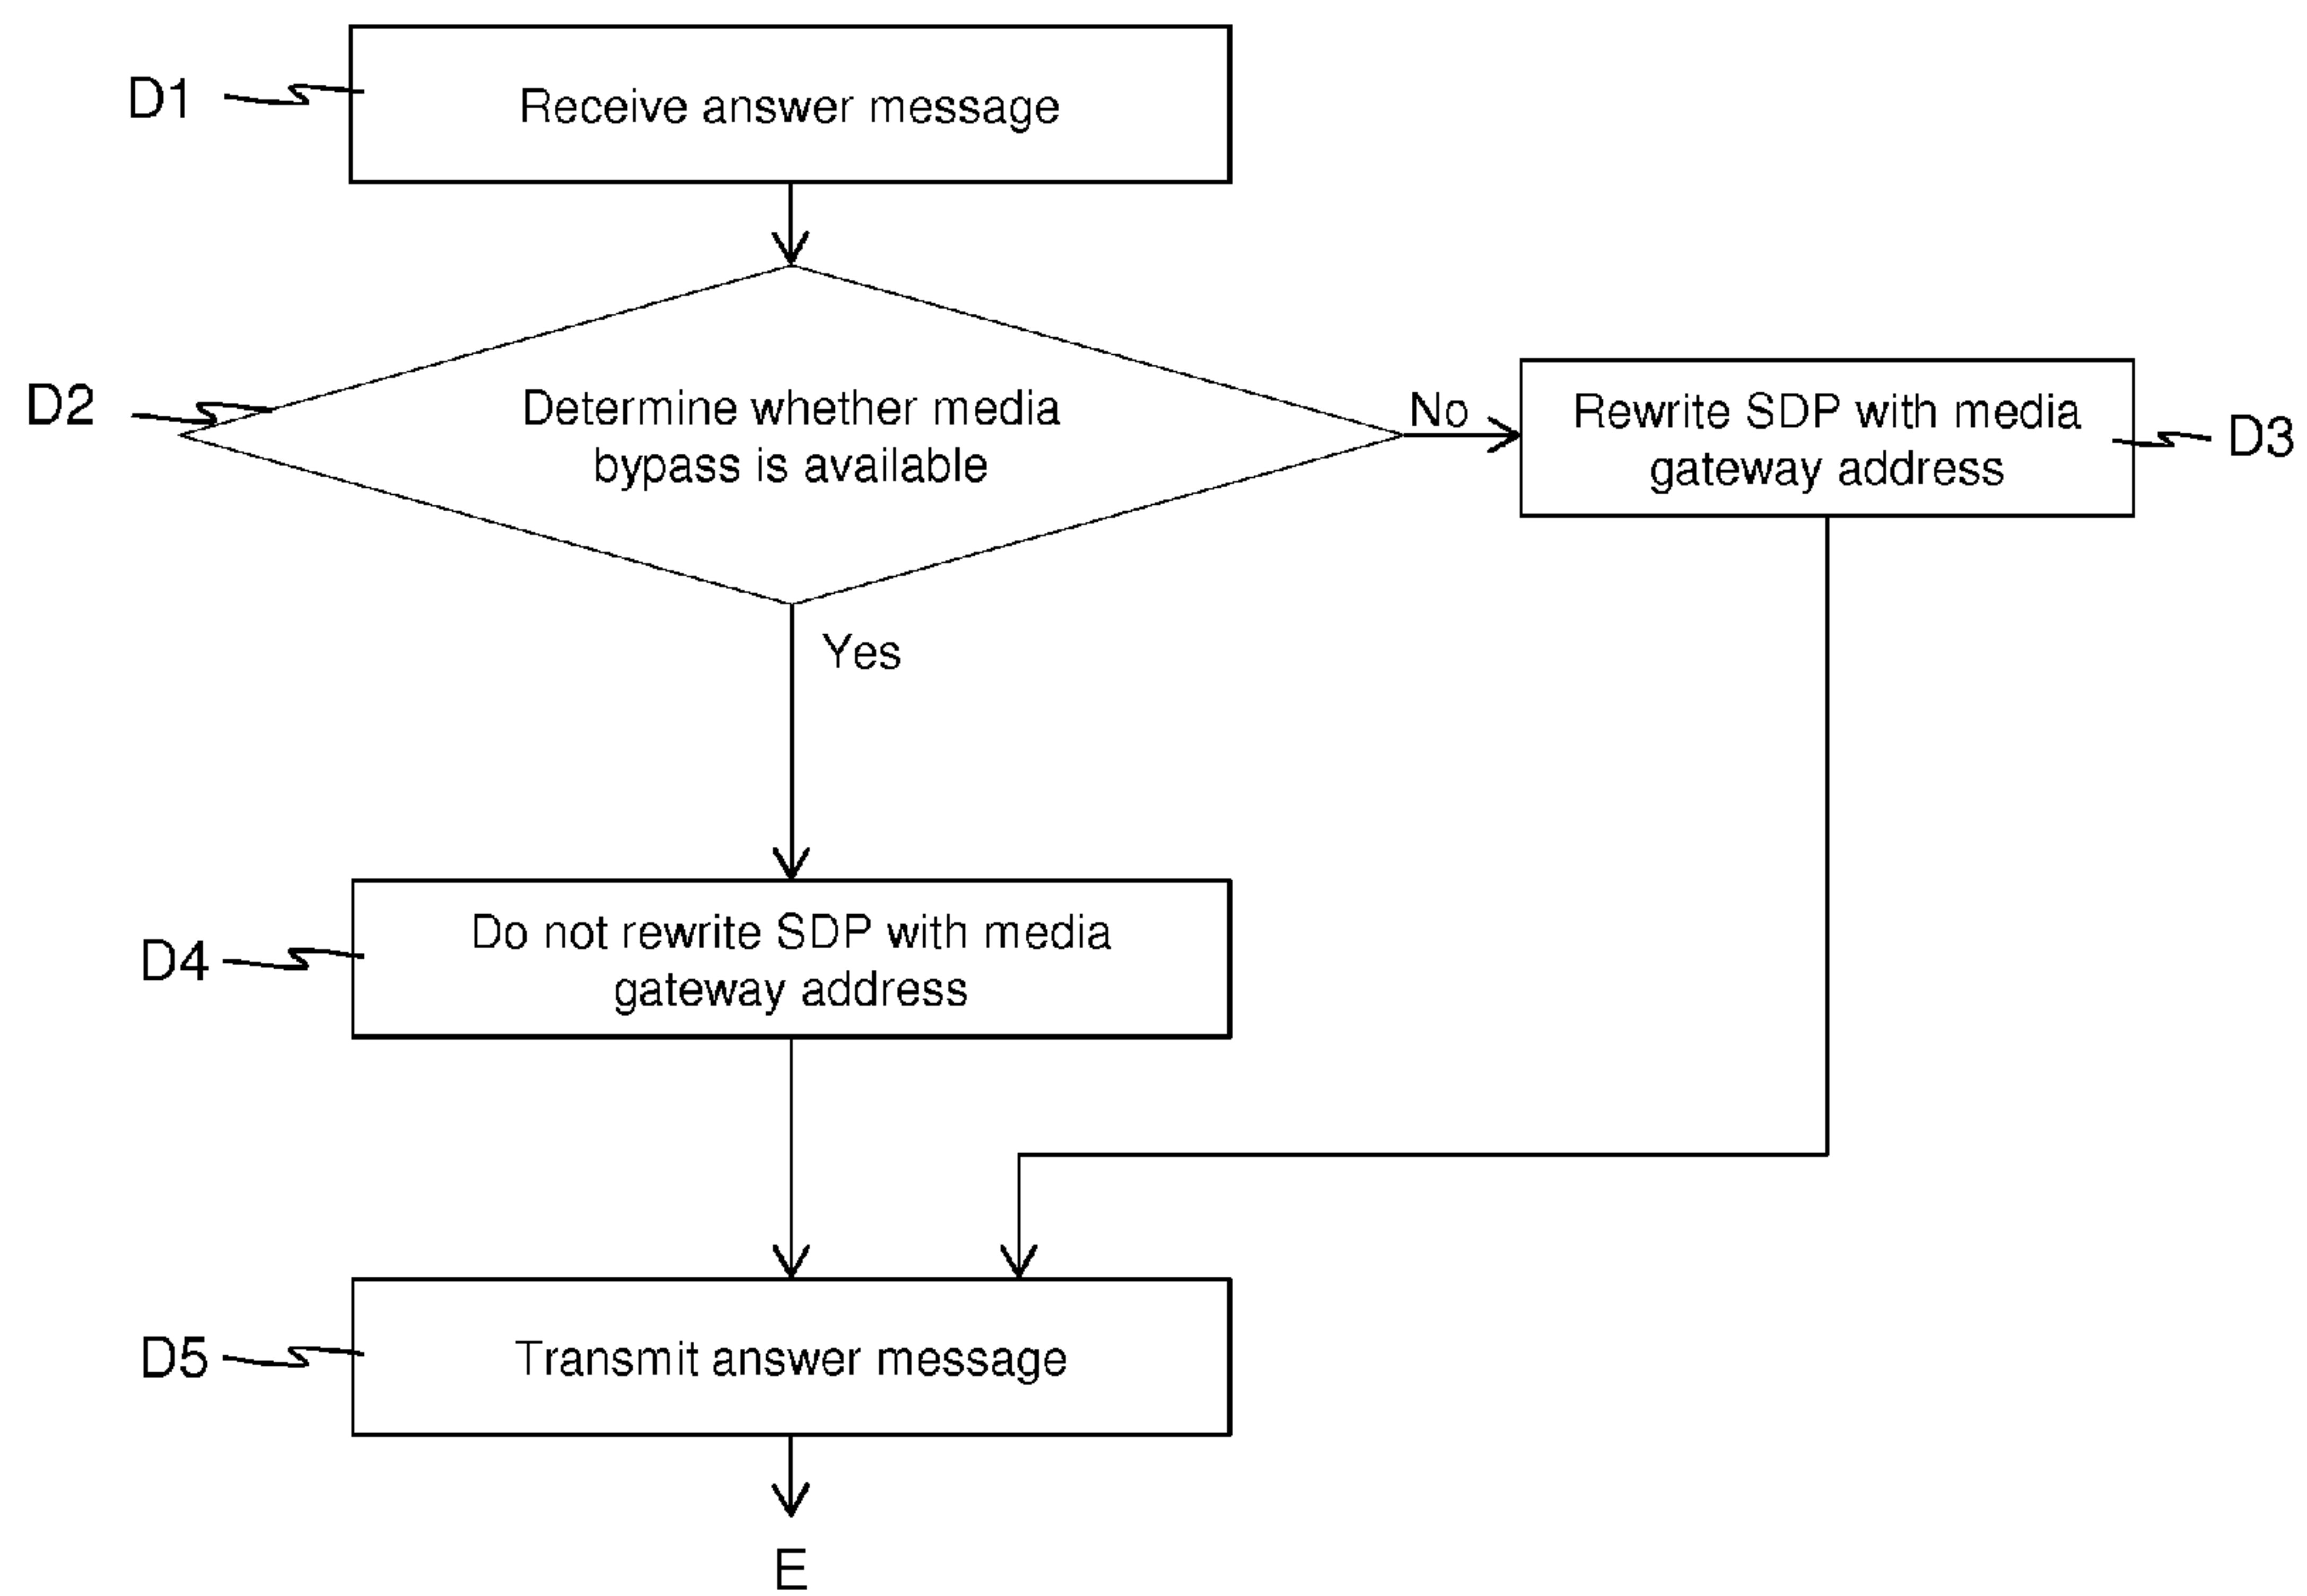 D1
Receive answer message
D2
Determine whether media
bypass is available
No
Rewrite SDP with media
gateway address
D3
Yes
D4
Do not rewrite SDP with media
gateway address
D5
Transmit answer message
E